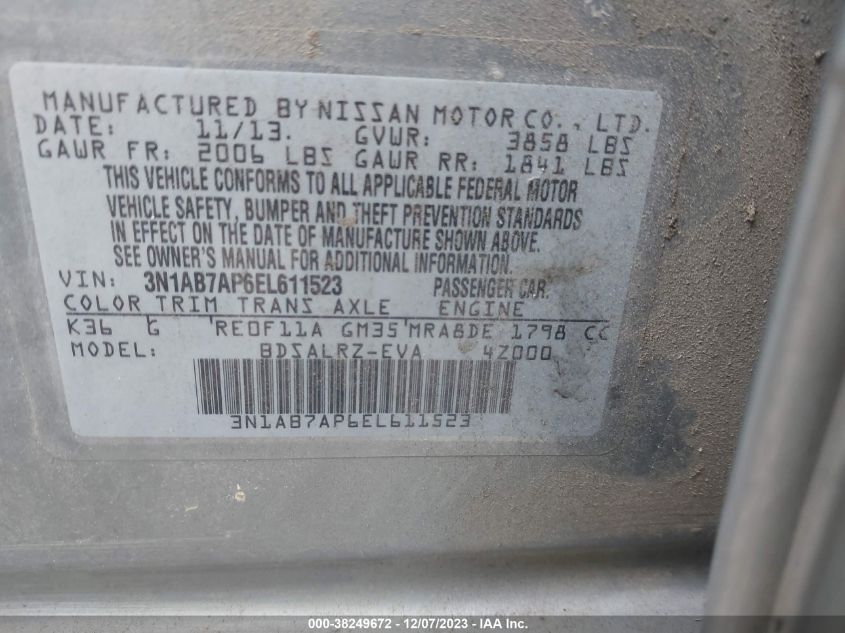 MANUFACTURED BY NISSAN MOTOR CO., LTD.
DATE: 11/13. GVWR: 3858 LBS
GAWR FR: 2006 LBS GAWR RR: 1841 LBS
THIS VEHICLE CONFORMS TO ALL APPLICABLE FEDERAL MOTOR
VEHICLE SAFETY, BUMPER AND THEFT PREVENTION STANDARDS
IN EFFECT ON THE DATE OF MANUFACTURE SHOWN ABOVE.
SEE OWNER'S MANUAL FOR ADDITIONAL INFORMATION.
VIN: 3N1AB7AP6EL611523 PASSENGER CAR.
COLOR TRIM TRANS AXLE ENGINE
K36 G RE0F11A GM35 MRA8DE 1798 CC
MODEL: BDSALRZ-EVA 4Z000
3N1AB7AP6EL611523
000-38249672 - 12/07/2023 - IAA Inc.